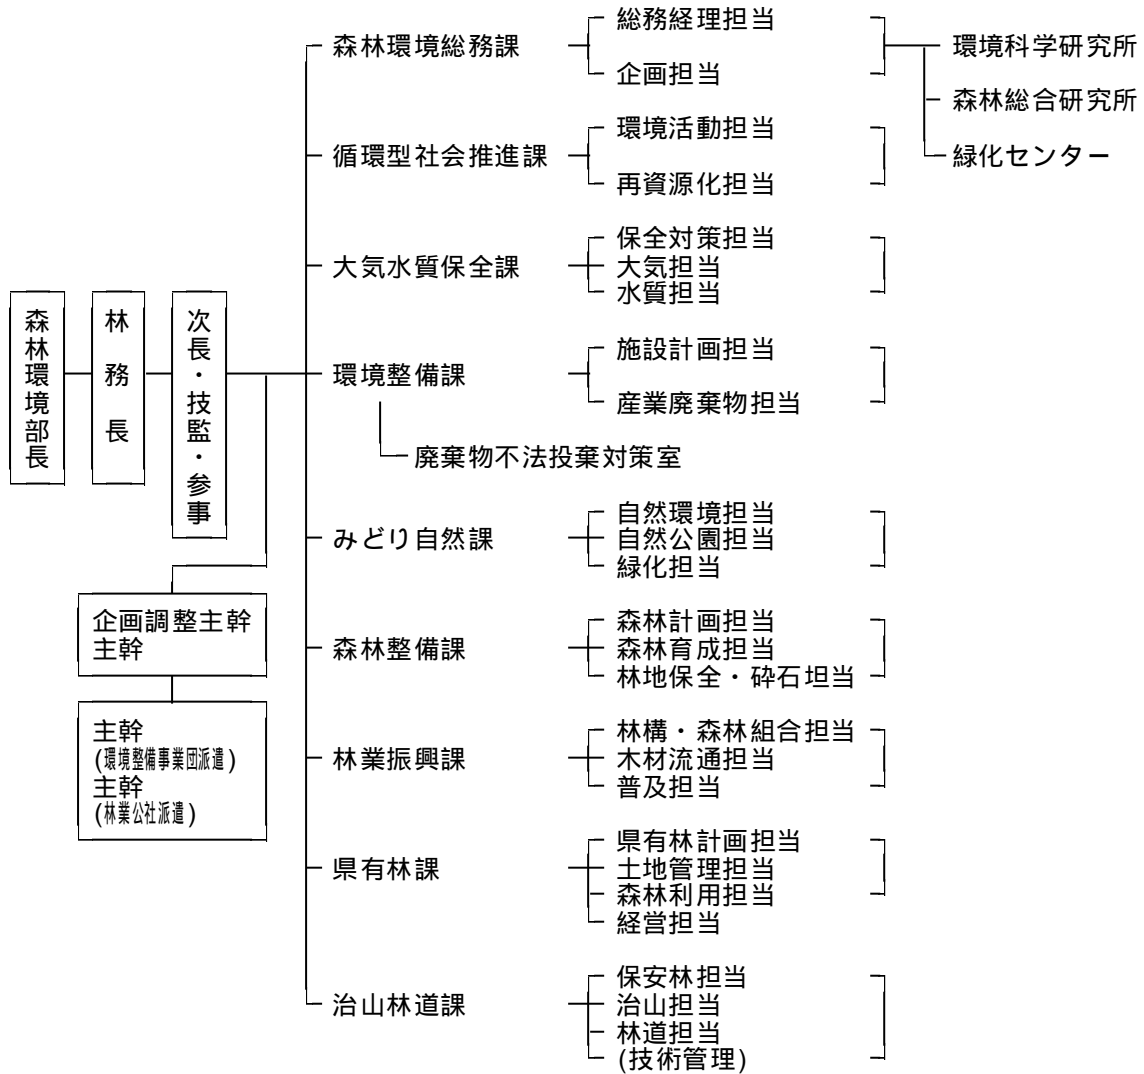 森林環境部長
林務長
次長・技監・参事
企画調整主幹
主幹
主幹
(環境整備事業団派遣)
主幹
(林業公社派遣)
森林環境総務課
総務経理担当
企画担当
環境科学研究所
森林総合研究所
緑化センター
循環型社会推進課
環境活動担当
再資源化担当
大気水質保全課
保全対策担当
大気担当
水質担当
環境整備課
施設計画担当
産業廃棄物担当
廃棄物不法投棄対策室
みどり自然課
自然環境担当
自然公園担当
緑化担当
森林整備課
森林計画担当
森林育成担当
林地保全・砕石坦当
林業振興課
林構・森林組合担当
木材流通担当
普及担当
県有林課
県有林計画担当
土地管理担当
森林利用担当
経営担当
治山林道課
保安林担当
治山担当
林道担当
(技術管理)